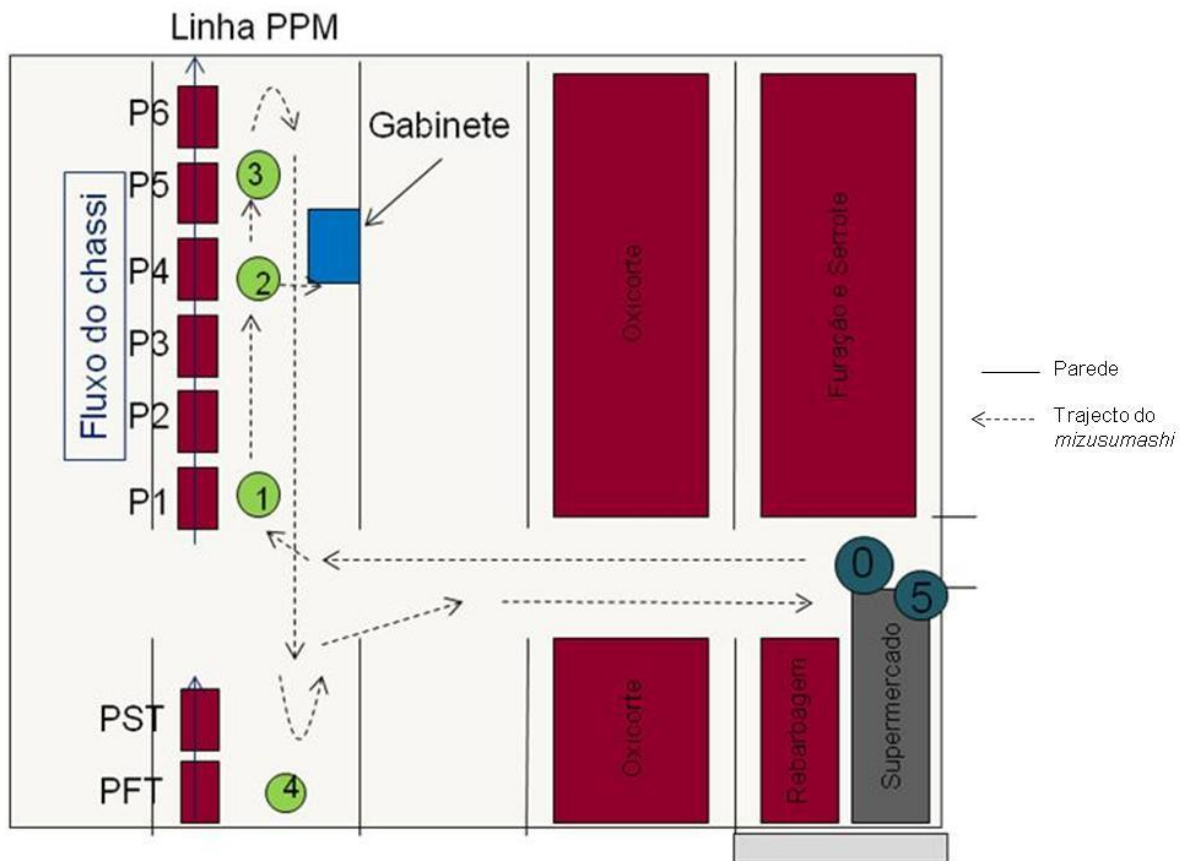 Linha PPM
P6
P5
P4
P3
P2
P1
Fluxo do chassi
3
2
1
Gabinete
Oxicorte
Furação e Serrote
Parede
Trajecto do
mizusumashi
0
5
PST
PFT
4
Oxicorte
Rebarbagem
Supermercado